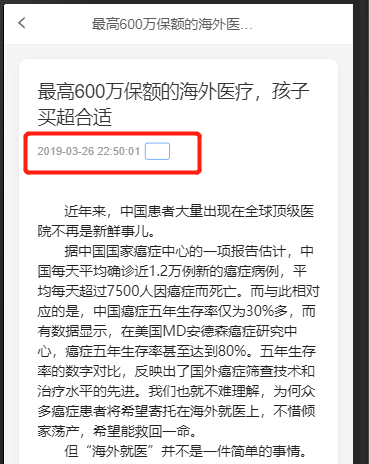 最高600万保额的海外医...
最高600万保额的海外医疗，孩子
买超合适
2019-03-26 22:50:01
近年来，中国患者大量出现在全球顶级医
院不再是新鲜事儿。
据中国国家癌症中心的一项报告估计，中
国每天平均确诊近1.2万例新的癌症病例，平
均每天超过7500人因癌症而死亡。而与此相对
应的是，中国癌症五年生存率仅为30%多，而
有数据显示，在美国MD安德森癌症研究中
心，癌症五年生存率甚至达到80%。五年生存
率的数字对比，反映出了国外癌症筛查技术和
治疗水平的先进。我们也就不难理解，为何众
多癌症患者将希望寄托在海外就医上，不惜倾
家荡产，希望能救回一命。
但“海外就医”并不是一件简单的事情。